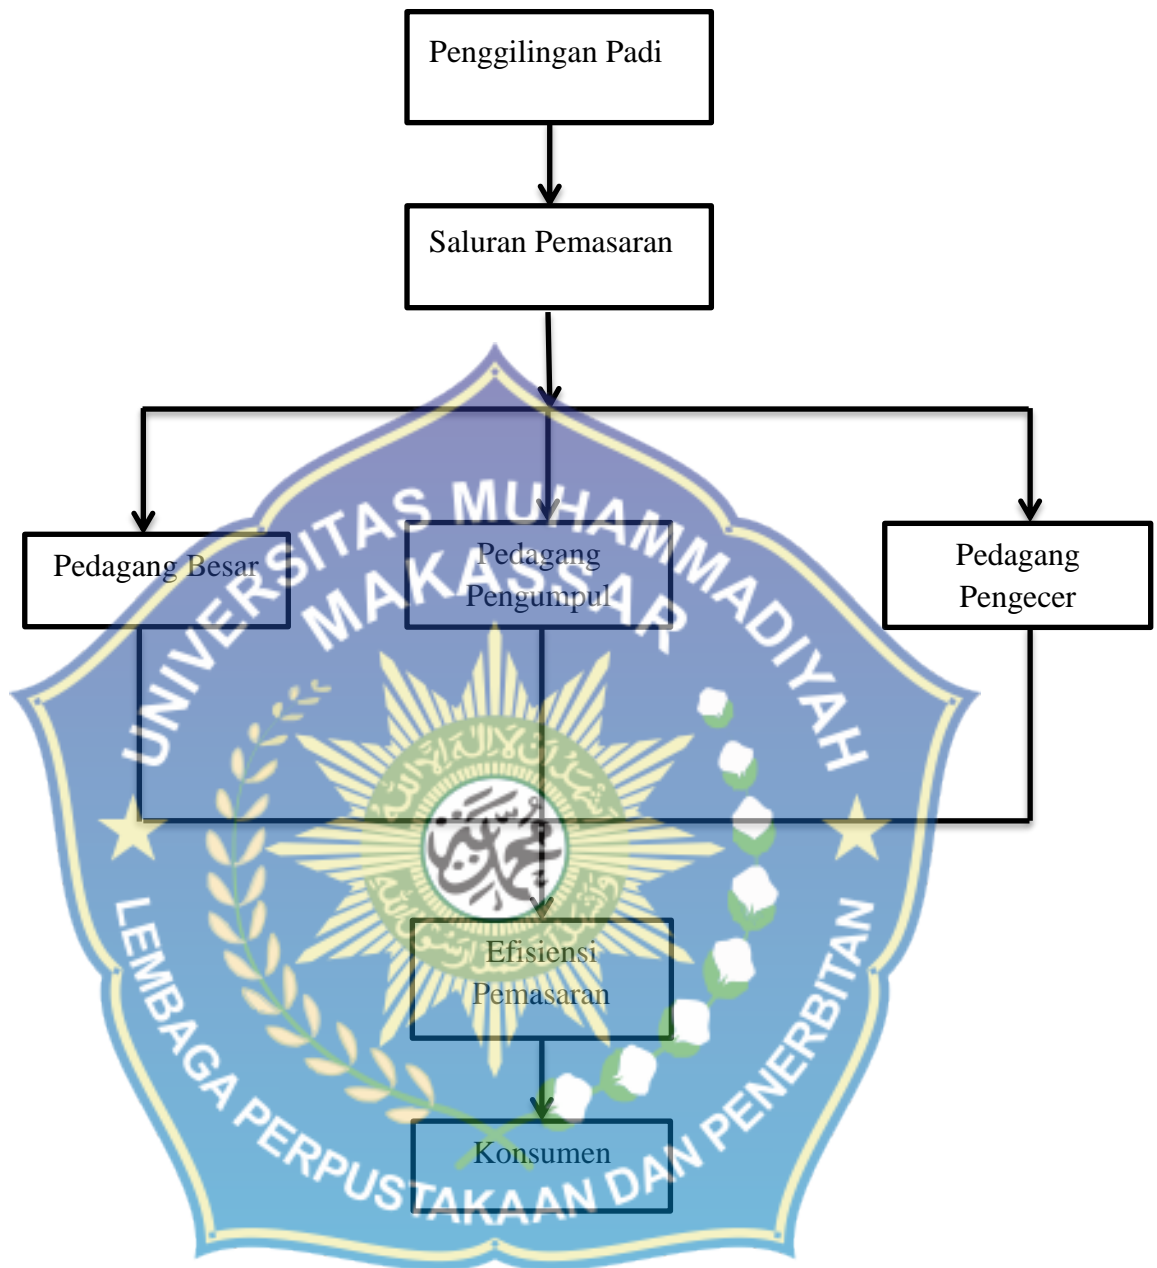 Penggilingan Padi
Saluran Pemasaran
UNIVERSITAS MUHAMMADIYAH
MAKASSAR
Pedagang Besar
Pedagang
Pengumpul
Pedagang
Pengecer
Efisiensi
Pemasaran
Konsumen
LEMBAGA PERPUSTAKAAN DAN PENERBITAN